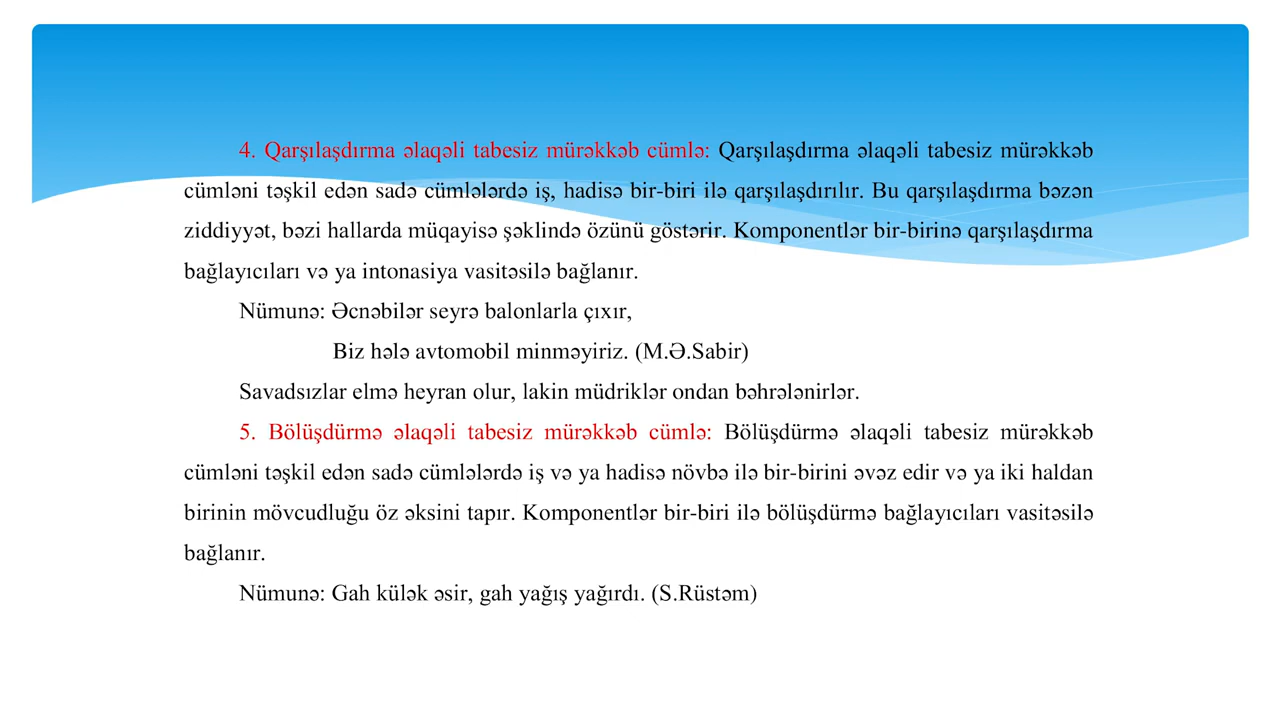 4. Qarşılaşdırma əlaqəli tabesiz mürəkkəb cümlə: Qarşılaşdırma əlaqəli tabesiz mürəkkəb
cümləni təşkil edən sadə cümlələrdə iş, hadisə bir-biri ilə qarşılaşdırılır. Bu qarşılaşdırma bəzən
ziddiyyət, bəzi hallarda müqayisə şəklində özünü göstərir. Komponentlər bir-birinə qarşılaşdırma
bağlayıcıları və ya intonasiya vasitəsilə bağlanır.
Nümunə: Əcnəbilər seyrə balonlarla çıxır,
Biz hələ avtomobil minməyiriz. (M.Ə.Sabir)
Savadsızlar elmə heyran olur, lakin müdriklər ondan bəhrələnirlər.
5. Bölüşdürmə əlaqəli tabesiz mürəkkəb cümlə: Bölüşdürmə əlaqəli tabesiz mürəkkəb
cümləni təşkil edən sadə cümlələrdə iş və ya hadisə növbə ilə bir-birini əvəz edir və ya iki haldan
birinin mövcudluğu öz əksini tapır. Komponentlər bir-biri ilə bölüşdürmə bağlayıcıları vasitəsilə
bağlanır.
Nümunə: Gah külək əsir, gah yağış yağırdı. (S.Rüstəm)